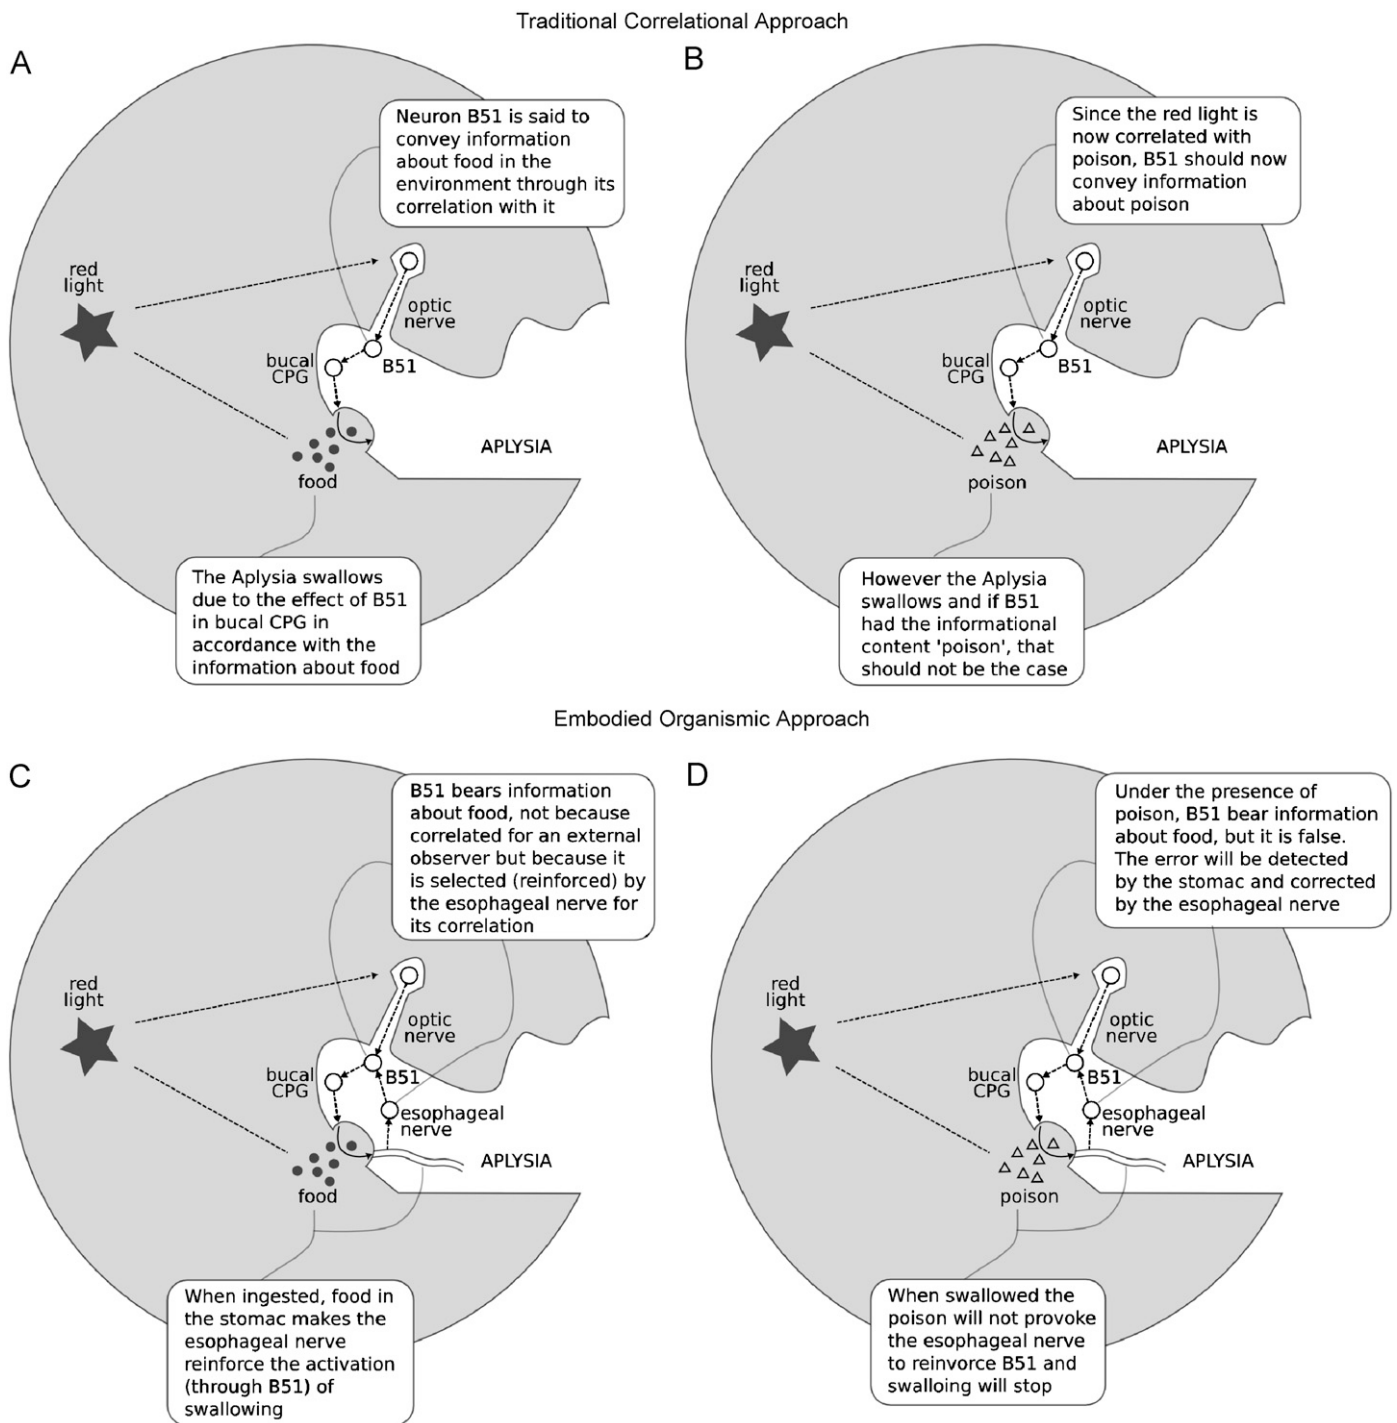 Traditional Correlational Approach
A
Neuron B51 is said to
convey information
about food in the
environment through its
correlation with it
red
light
optic
nerve
bucal
CPG
B51
APLYSIA
food
The Aplysia swallows
due to the effect of B51
in bucal CPG in
accordance with the
information about food
B
Since the red light is
now correlated with
poison, B51 should now
convey information
about poison
red
light
optic
nerve
bucal
CPG
B51
APLYSIA
poison
However the Aplysia
swallows and if B51
had the informational
content 'poison', that
should not be the case
Embodied Organismic Approach
C
B51 bears information
about food, not because
correlated for an external
observer but because it
is selected (reinforced) by
the esophageal nerve for
its correlation
red
light
optic
nerve
bucal
CPG
B51
esophageal
nerve
APLYSIA
food
When ingested, food in
the stomac makes the
esophageal nerve
reinforce the activation
(through B51) of
swallowing
D
Under the presence of
poison, B51 bear information
about food, but it is false.
The error will be detected
by the stomac and corrected
by the esophageal nerve
red
light
optic
nerve
bucal
CPG
B51
esophageal
nerve
APLYSIA
poison
When swallowed the
poison will not provoke
the esophageal nerve
to reinvorce B51 and
swalloing will stop